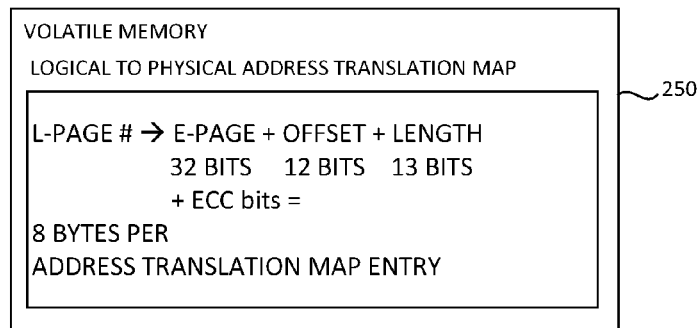 VOLATILE MEMORY
LOGICAL TO PHYSICAL ADDRESS TRANSLATION MAP
250
L-PAGE # → E-PAGE + OFFSET + LENGTH
32 BITS 12 BITS 13 BITS
+ ECC bits =
8 BYTES PER
ADDRESS TRANSLATION MAP ENTRY